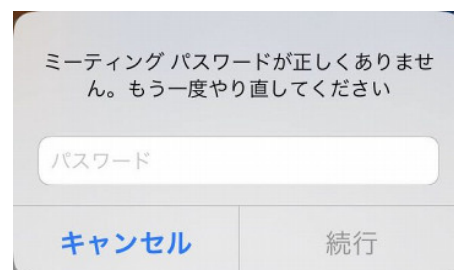 ミーティング パスワードが正しくありませ
ん。もう一度やり直してください
パスワード
キャンセル
続行